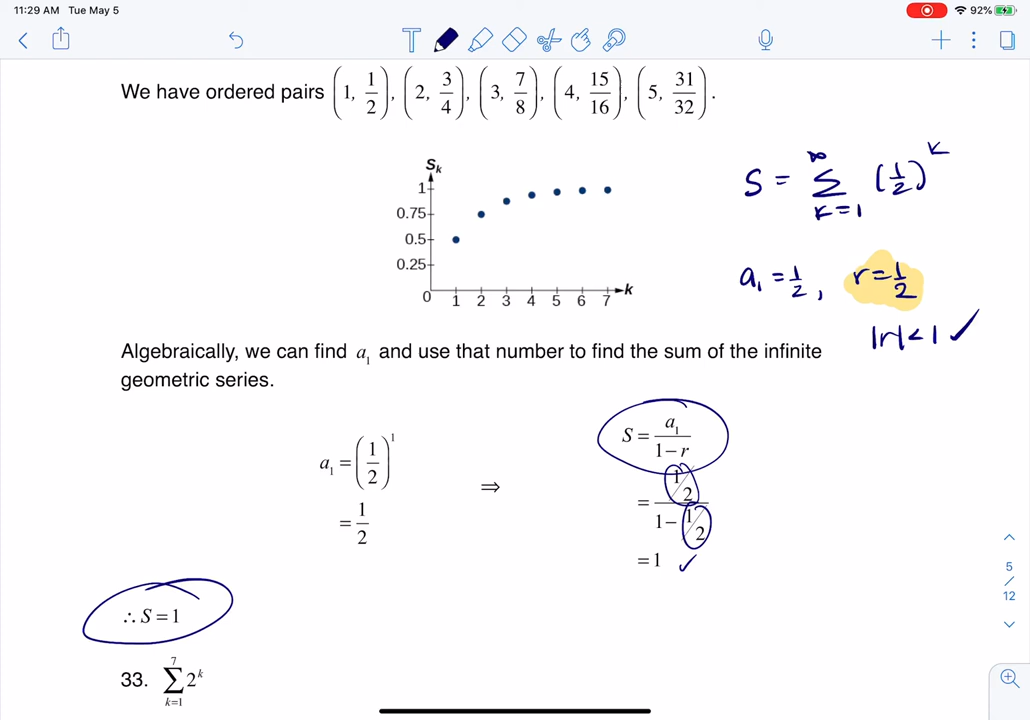 11:29 AM Tue May 5
92%
We have ordered pairs (1, 1/2), (2, 3/4), (3, 7/8), (4, 15/16), (5, 31/32).
S = ∞ Σ k=1 (1/2)^k
S_k
1
0.75
0.5
0.25
0 1 2 3 4 5 6 7 k
a₁ = 1/2, r = 1/2
|r| < 1 ✓
Algebraically, we can find a₁ and use that number to find the sum of the infinite
geometric series.
a₁ = (1/2)^1
= 1/2
⇒
S = a₁/(1 − r)
= (1/2)/(1 − 1/2)
= 1 ✓
∴ S = 1
33. 7 Σ k=1 2^k
5
/
12